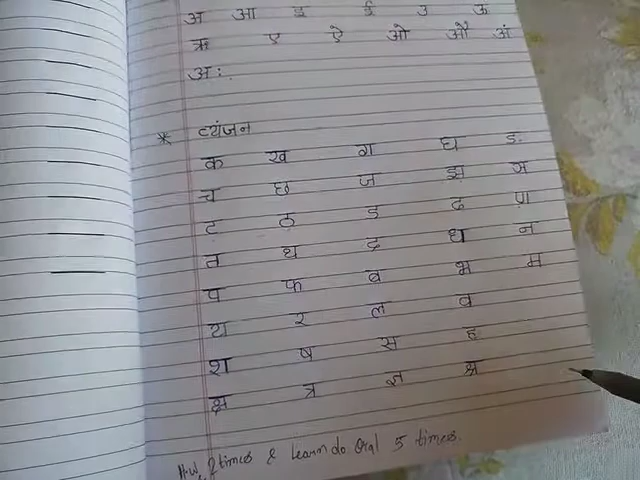 अ आ इ ई उ ऊ
ऋ ए ऐ ओ औ अं
अः
* व्यंजन
क ख ग घ ङ
च छ ज झ ञ
ट ठ ड ढ ण
त थ द ध न
प फ ब भ म
य र ल व
श ष स ह
क्ष त्र ज्ञ श्र
H.W. 2 times & learn do Oral 5 times.